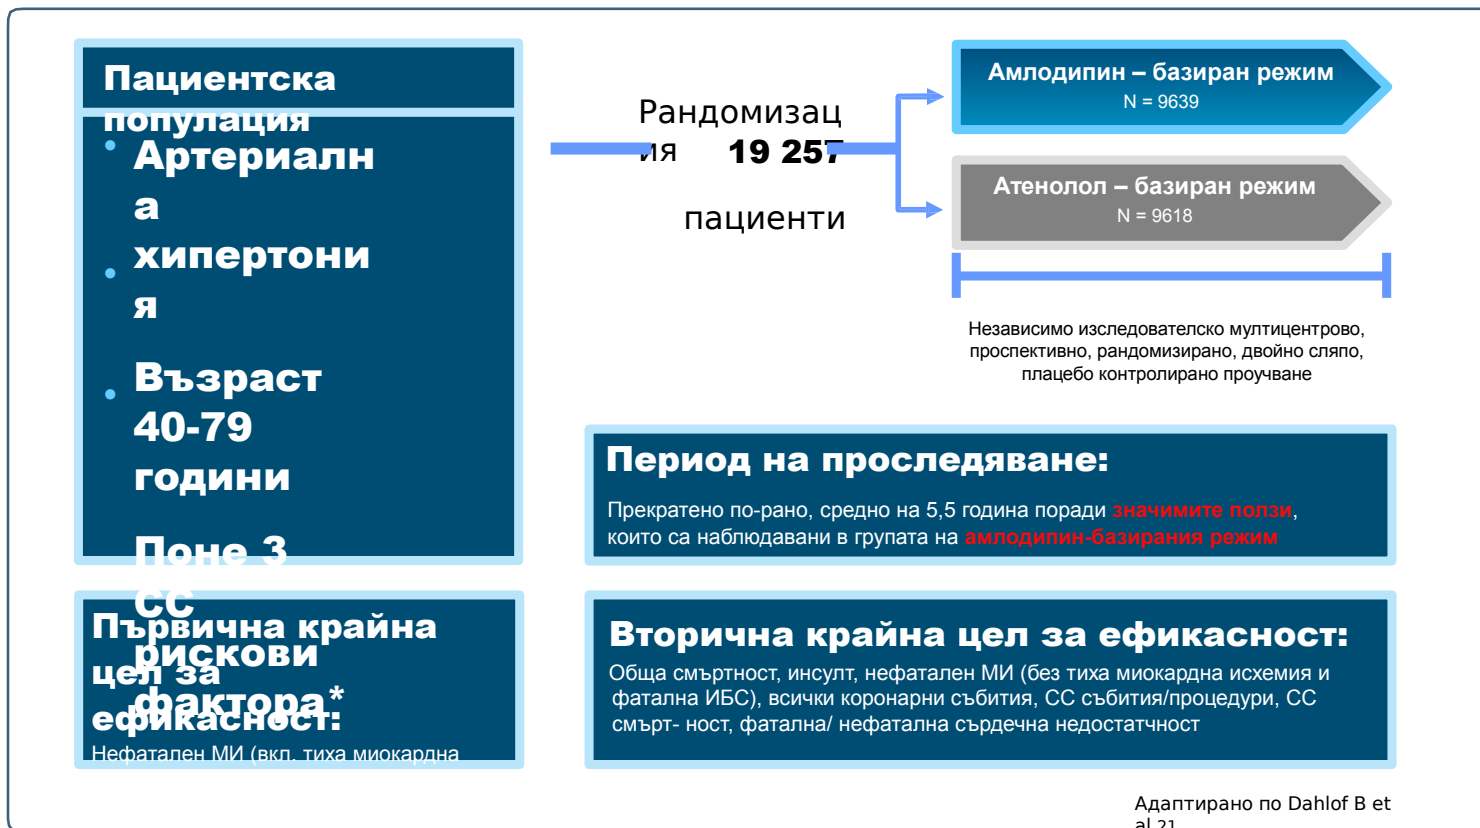 Пациентска
популация
Артериалн
а
хипертони
я
Възраст
40-79
години
Поне 3
СС
рискови
фактора*
Рандомизац
ия 19 257
пациенти
Амлодипин – базиран режим
N = 9639
Атенолол – базиран режим
N = 9618
Независимо изследователско мултицентрово,
проспективно, рандомизирано, двойно сляпо,
плацебо контролирано проучване
Период на проследяване:
Прекратено по-рано, средно на 5,5 година поради значимите ползи,
които са наблюдавани в групата на амлодипин-базирания режим
Първична крайна
цел за
ефикасност:
Нефатален МИ (вкл. тиха миокардна
Вторична крайна цел за ефикасност:
Обща смъртност, инсулт, нефатален МИ (без тиха миокардна исхемия и
фатална ИБС), всички коронарни събития, СС събития/процедури, СС
смърт- ност, фатална/ нефатална сърдечна недостатчност
Адаптирано по Dahlof B et
al 21